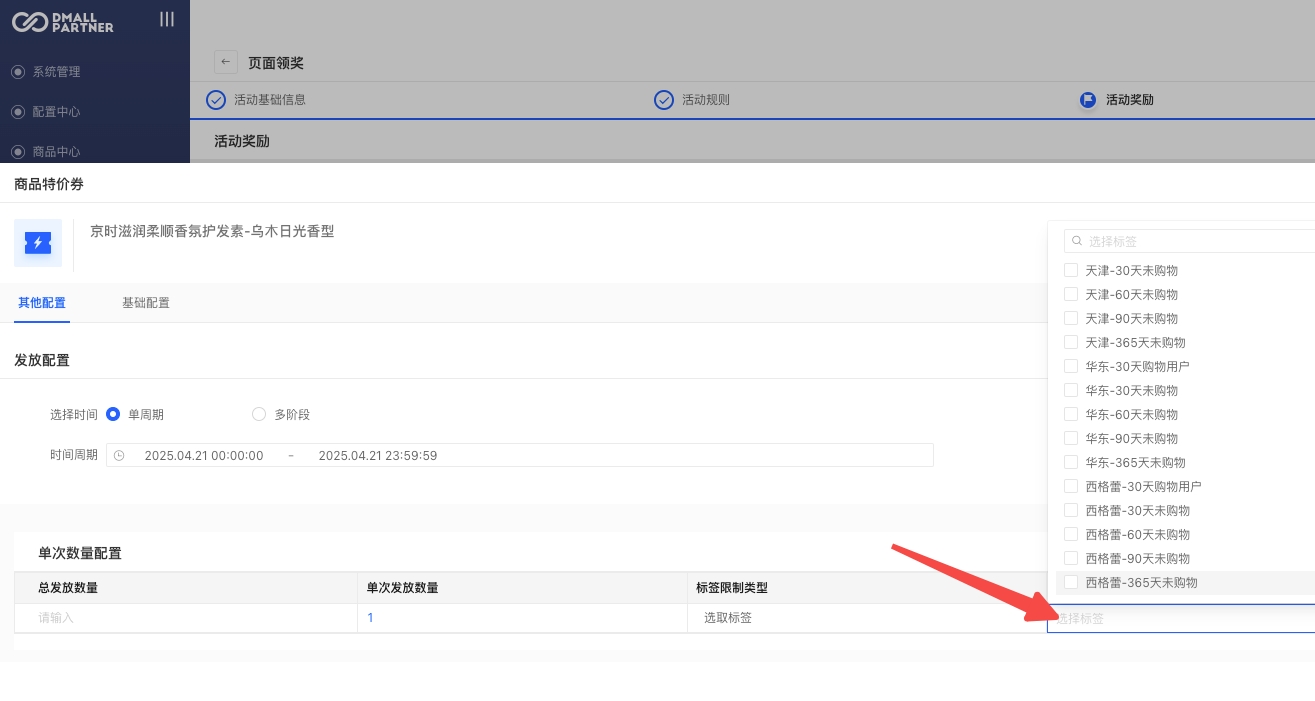 DMALL
PARTNER
系统管理
配置中心
商品中心
页面领奖
活动基础信息
活动规则
活动奖励
活动奖励
商品特价券
京时滋润柔顺香氛护发素-乌木日光香型
其他配置
基础配置
发放配置
选择时间 单周期 多阶段
时间周期 2025.04.21 00:00:00 - 2025.04.21 23:59:59
单次数量配置
总发放数量 单次发放数量 标签限制类型
请输入 1 选取标签 选择标签
选择标签
天津-30天未购物
天津-60天未购物
天津-90天未购物
天津-365天未购物
华东-30天购物用户
华东-30天未购物
华东-60天未购物
华东-90天未购物
华东-365天未购物
西格蕾-30天购物用户
西格蕾-30天未购物
西格蕾-60天未购物
西格蕾-90天未购物
西格蕾-365天未购物